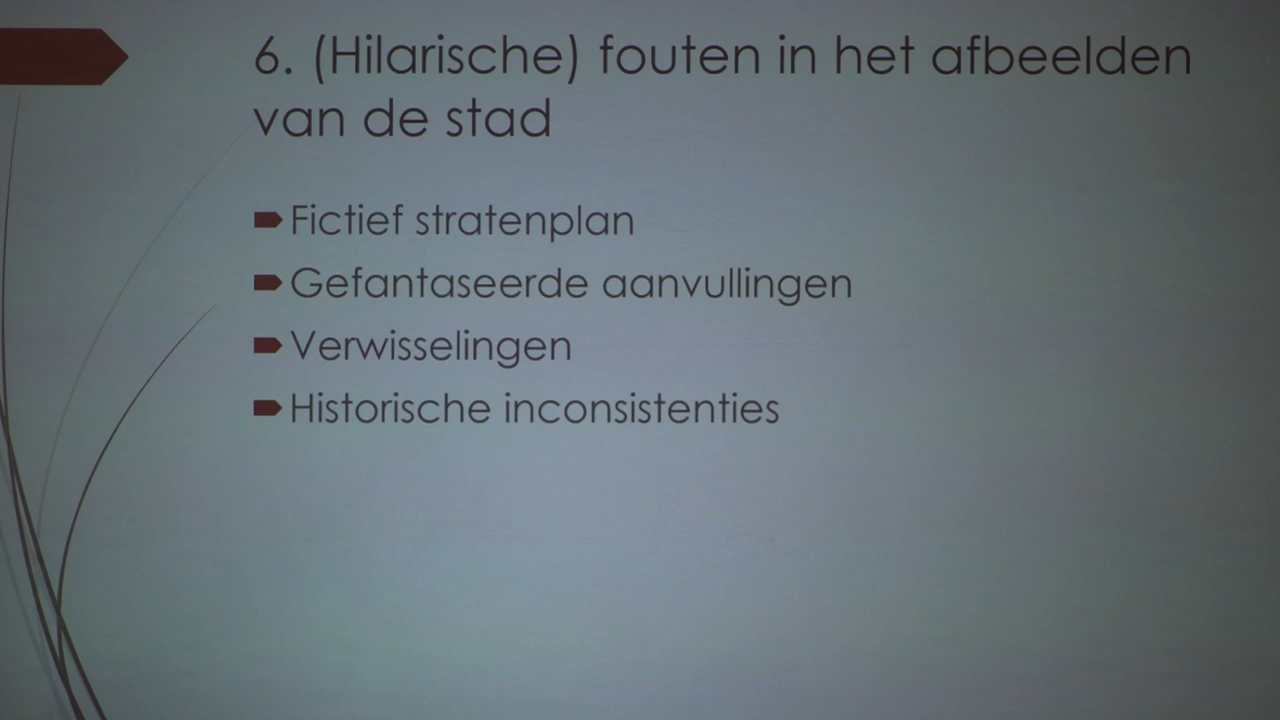 6. (Hilarische) fouten in het afbeelden
van de stad
Fictief stratenplan
Gefantaseerde aanvullingen
Verwisselingen
Historische inconsistenties